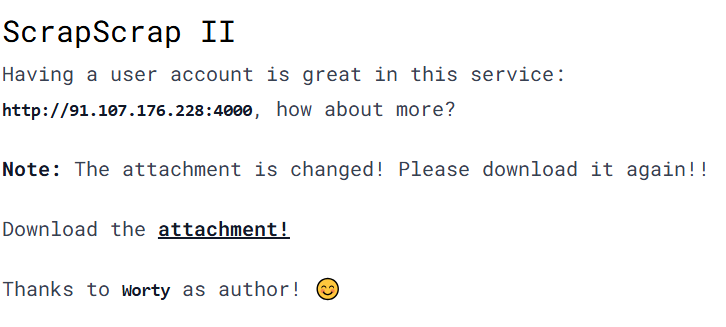 ScrapScrap II
Having a user account is great in this service:
http://91.107.176.228:4000, how about more?
Note: The attachment is changed! Please download it again!!
Download the attachment!
Thanks to Worty as author! 😊